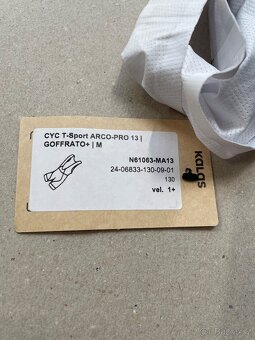 CYC T-Sport ARCO-PRO 13 |
GOFFRATO+ | M
N61063-MA13
24-06833-130-09-01
130
vel. 1+
KALAS